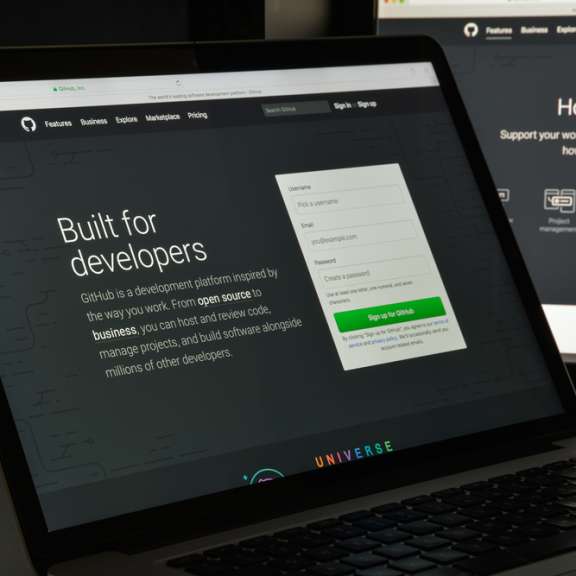 GitHub, Inc.
The world's leading software development platform · GitHub
Features Business Explore Marketplace Pricing
Search GitHub
Sign in or Sign up
Built for
developers
GitHub is a development platform inspired by
the way you work. From open source to
business, you can host and review code,
manage projects, and build software alongside
millions of other developers.
Username
Pick a username
Email
you@example.com
Password
Create a password
Use at least one letter, one numeral, and seven
characters.
Sign up for GitHub
By clicking "Sign up for GitHub", you agree to our terms of
service and privacy policy. We'll occasionally send you
account related emails.
UNIVERSE
Features Business Explor
Ho
Support your wo
how
Project
management